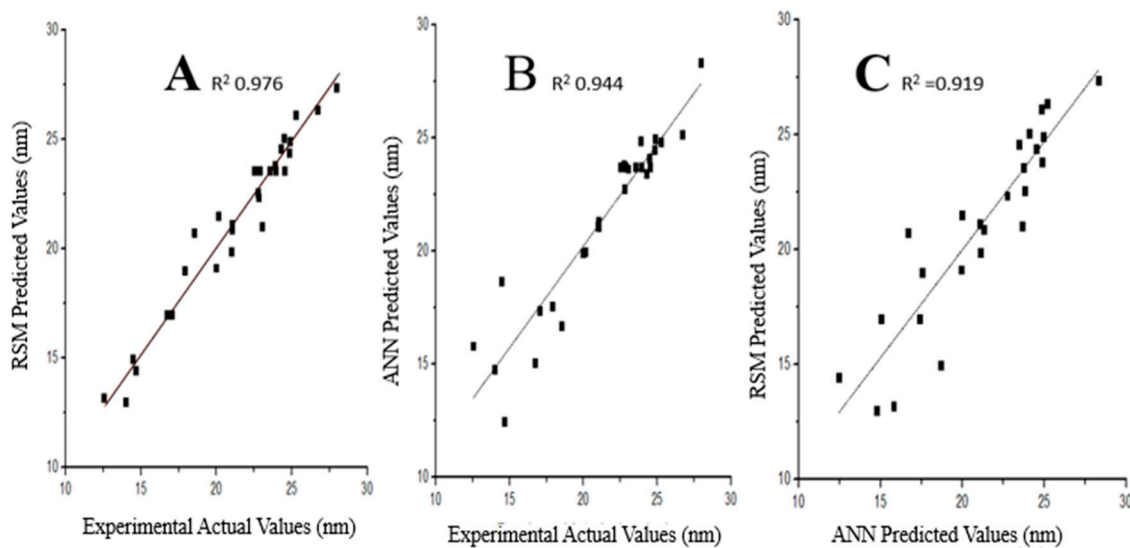 A R² 0.976
RSM Predicted Values (nm)
30
25
20
15
10
10 15 20 25 30
Experimental Actual Values (nm)
B R² 0.944
ANN Predicted Values (nm)
30
25
20
15
10
10 15 20 25 30
Experimental Actual Values (nm)
C R² =0.919
RSM Predicted Values (nm)
30
25
20
15
10
10 15 20 25 30
ANN Predicted Values (nm)